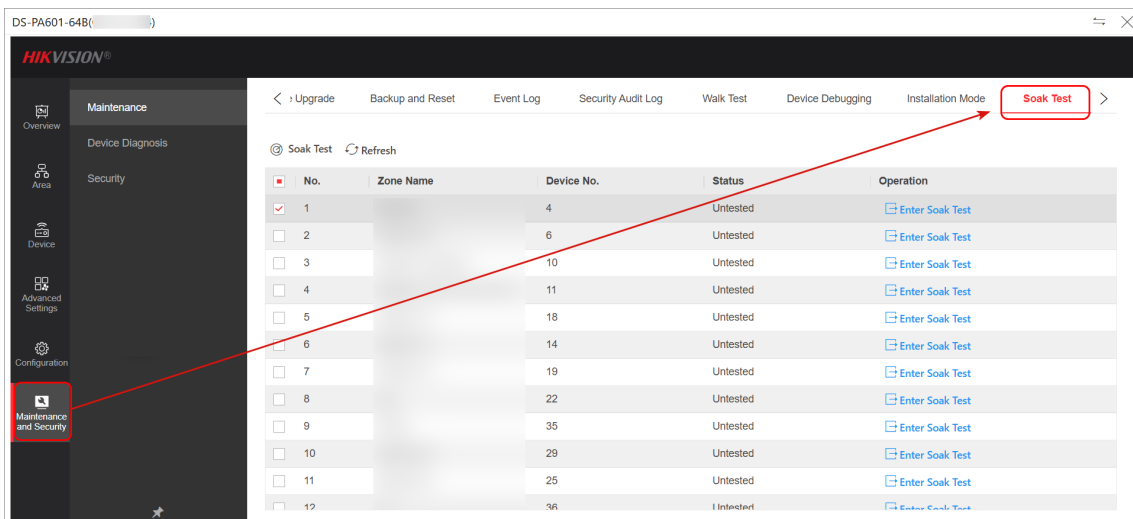 DS-PA601-64B(
)
HIKVISION®
Overview
Area
Device
Advanced
Settings
Configuration
Maintenance
and Security
Maintenance
Device Diagnosis
Security
Upgrade Backup and Reset Event Log Security Audit Log Walk Test Device Debugging Installation Mode Soak Test
Soak Test Refresh
No. Zone Name Device No. Status Operation
1 4 Untested Enter Soak Test
2 6 Untested Enter Soak Test
3 10 Untested Enter Soak Test
4 11 Untested Enter Soak Test
5 18 Untested Enter Soak Test
6 14 Untested Enter Soak Test
7 19 Untested Enter Soak Test
8 22 Untested Enter Soak Test
9 35 Untested Enter Soak Test
10 29 Untested Enter Soak Test
11 25 Untested Enter Soak Test
12 36 Untested Enter Soak Test